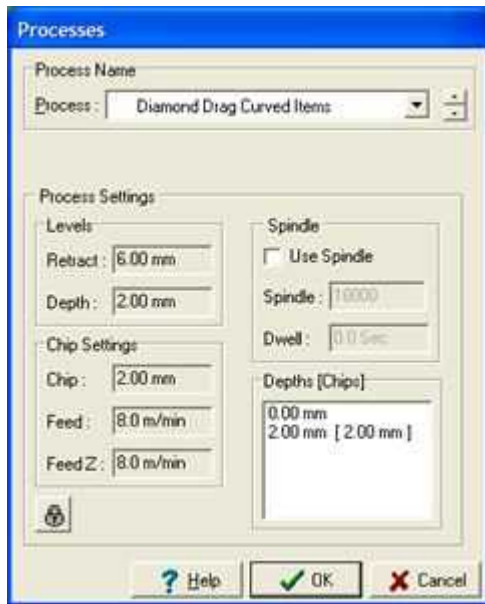 Processes
Process Name
Process : Diamond Drag Curved Items
Process Settings
Levels
Retract : 6.00 mm
Depth : 2.00 mm
Chip Settings
Chip : 2.00 mm
Feed : 8.0 m/min
Feed Z : 8.0 m/min
Spindle
Use Spindle
Spindle : 10000
Dwell : 0.0 Sec
Depths [Chips]
0.00 mm
2.00 mm [ 2.00 mm ]
? Help
OK
Cancel